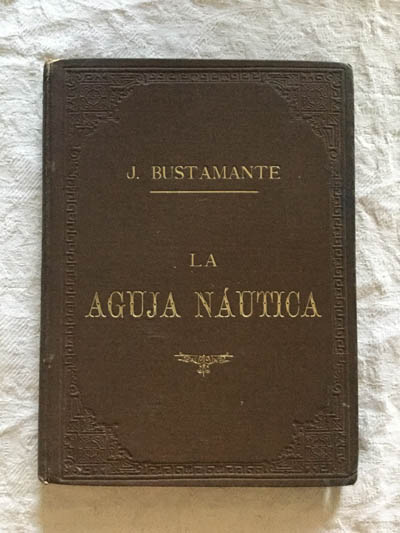 J. BUSTAMANTE
LA
AGUJA NÁUTICA